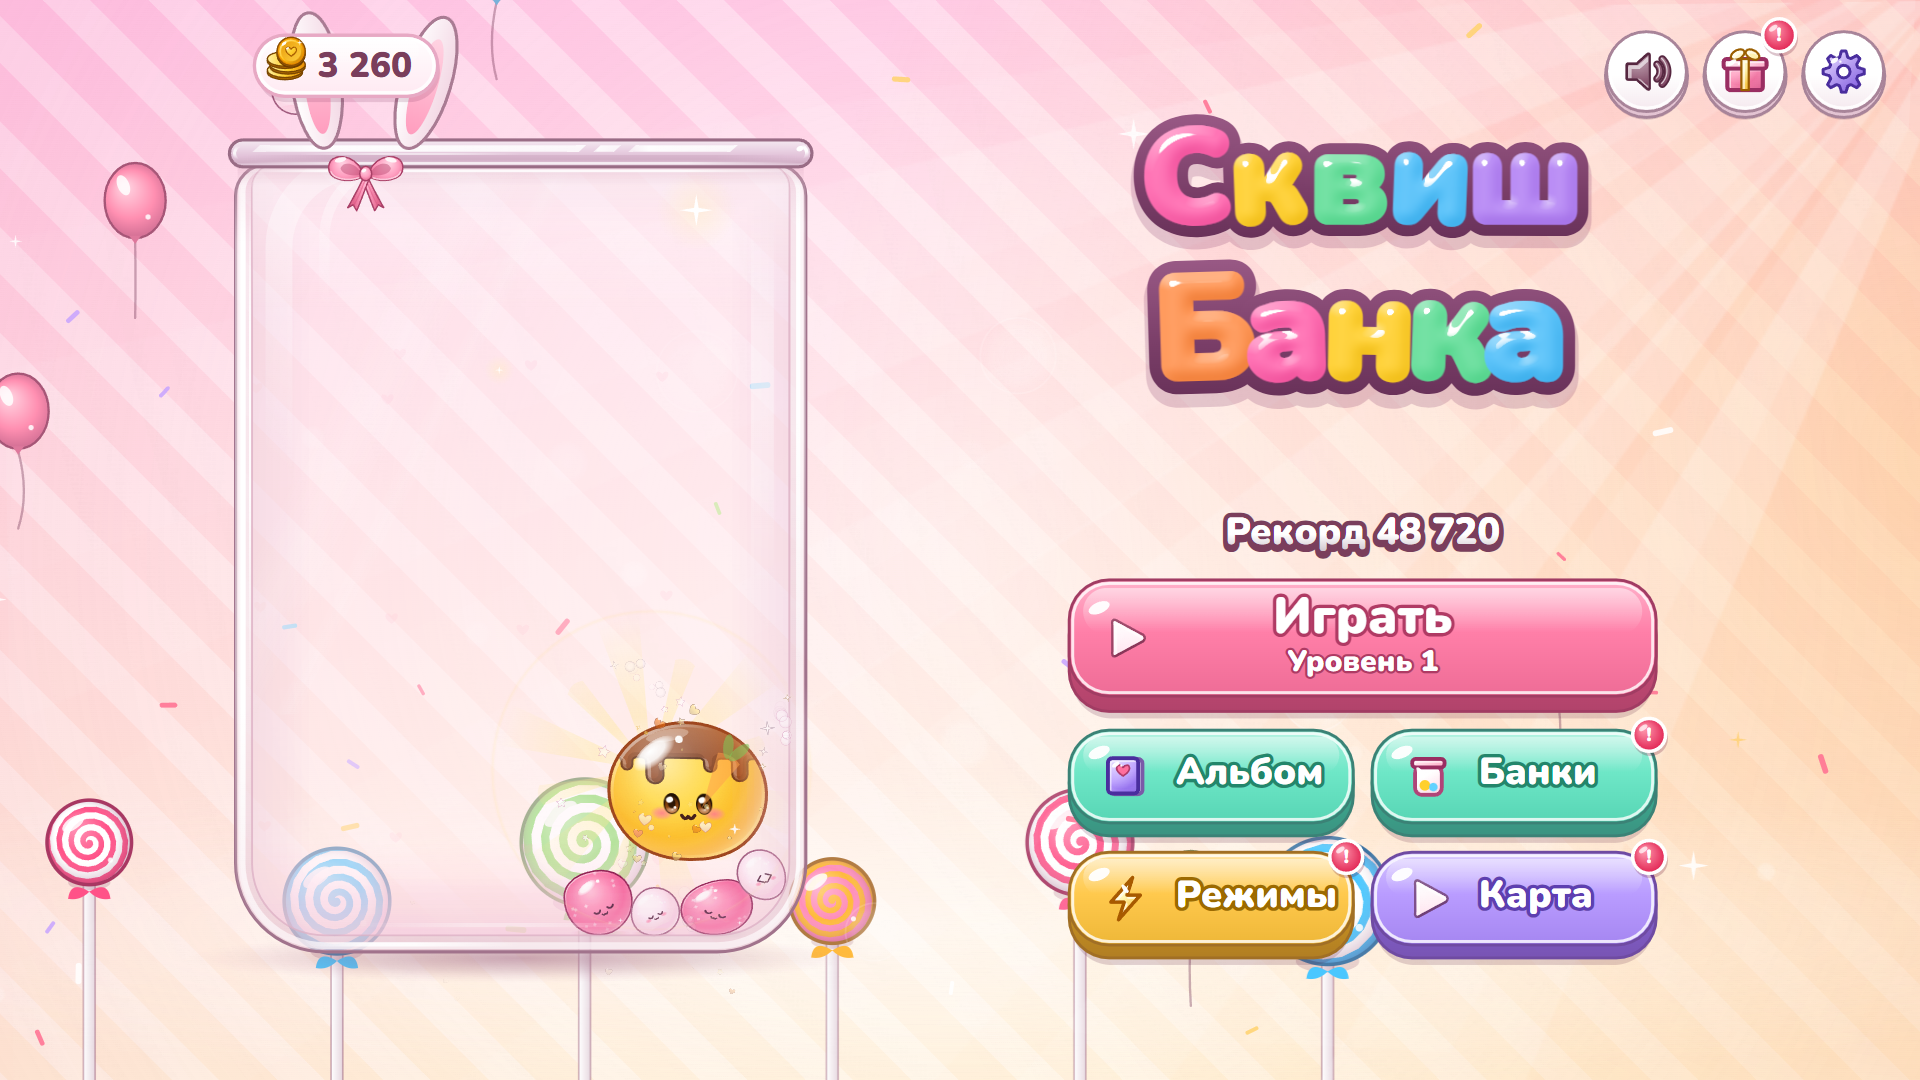 3 260
Сквиш
Банка
Рекорд 48 720
Играть
Уровень 1
Альбом
Банки
Режимы
Карта